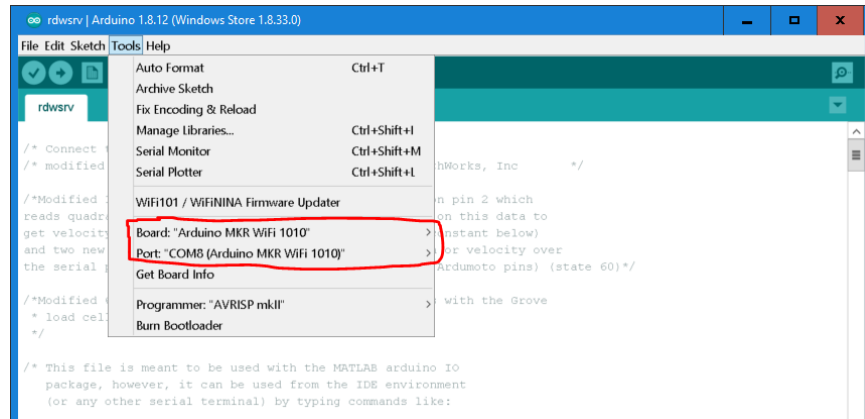 rdwsrv | Arduino 1.8.12 (Windows Store 1.8.33.0)
File Edit Sketch Tools Help
Auto Format Ctrl+T
Archive Sketch
rdwsrv
Fix Encoding & Reload
Manage Libraries... Ctrl+Shift+I
Serial Monitor Ctrl+Shift+M
Serial Plotter Ctrl+Shift+L
WiFi101 / WiFiNINA Firmware Updater
Board: "Arduino MKR WiFi 1010"
Port: "COM8 (Arduino MKR WiFi 1010)"
Get Board Info
Programmer: "AVRISP mkII"
Burn Bootloader
/* Connect
/* modified hWorks, Inc */
/*Modified n pin 2 which
reads quadr on this data to
get velocity onstant below)
and two new or velocity over
the serial Ardumoto pins) (state 60)*/
/*Modified with the Grove
* load cel
*/
/* This file is meant to be used with the MATLAB arduino IO
package, however, it can be used from the IDE environment
(or any other serial terminal) by typing commands like: